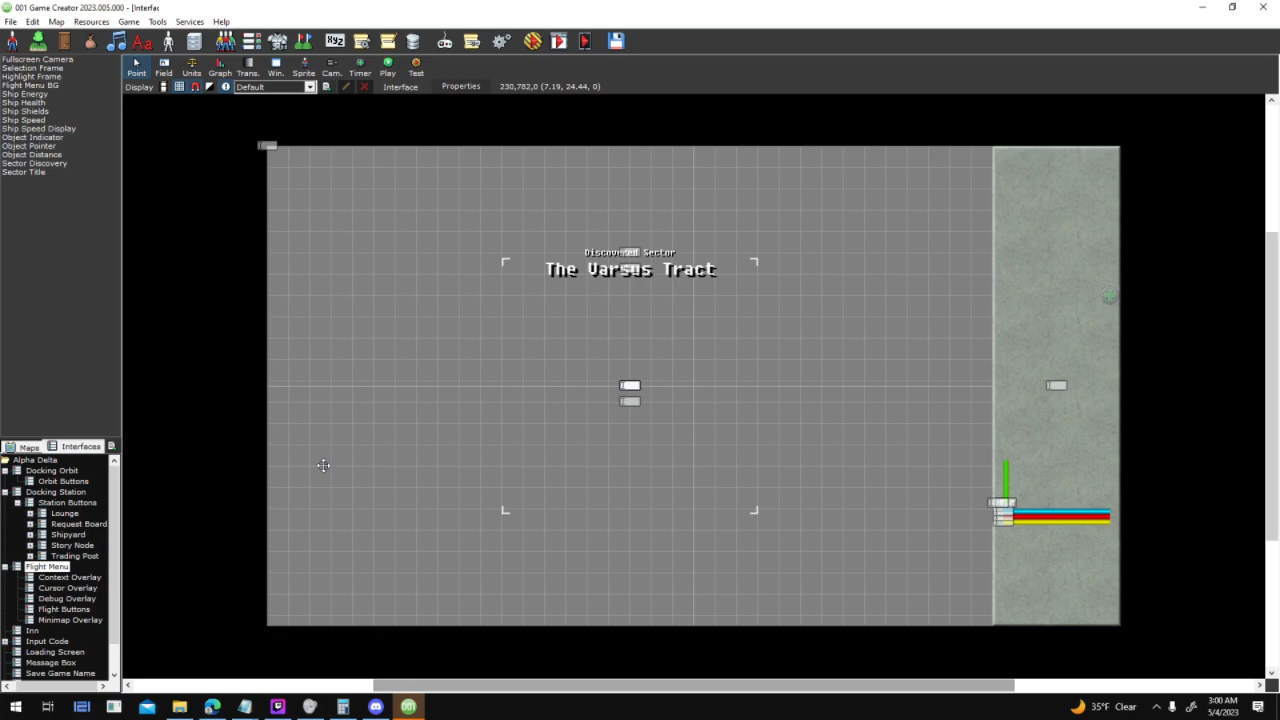 001 Game Creator 2023.005.000 - [Interfac
File Edit Map Resources Game Tools Services Help
Aa
XYZ
Fullscreen Camera
Selection Frame
Highlight Frame
Flight Menu BG
Ship Energy
Ship Health
Ship Shields
Ship Speed
Ship Speed Display
Object Indicator
Object Pointer
Object Distance
Sector Discovery
Sector Title
Point Field Units Graph Trans. Win. Sprite Cam. Timer Play Test
Display Default Interface Properties 230,782,0 (7.19, 24.44, 0)
Discovered Sector
The Varsus Tract
Maps Interfaces
Alpha Delta
Docking Orbit
Orbit Buttons
Docking Station
Station Buttons
Lounge
Request Board
Shipyard
Story Node
Trading Post
Flight Menu
Context Overlay
Cursor Overlay
Debug Overlay
Flight Buttons
Minimap Overlay
Inn
Input Code
Loading Screen
Message Box
Save Game Name
001
35°F Clear
3:00 AM
5/4/2023